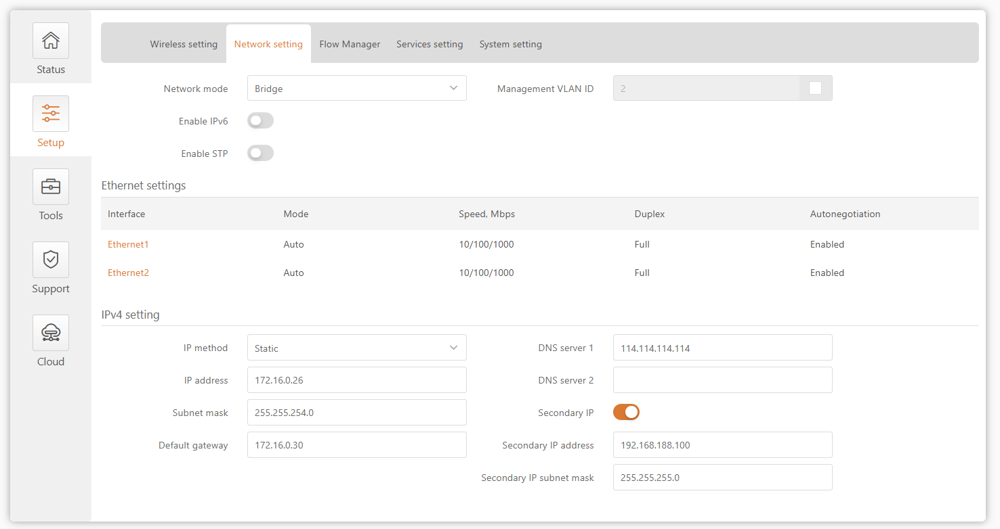 Status
Setup
Tools
Support
Cloud
Wireless setting Network setting Flow Manager Services setting System setting
Network mode Bridge Management VLAN ID 2
Enable IPv6
Enable STP
Ethernet settings
Interface Mode Speed, Mbps Duplex Autonegotiation
Ethernet1 Auto 10/100/1000 Full Enabled
Ethernet2 Auto 10/100/1000 Full Enabled
IPv4 setting
IP method Static DNS server 1 114.114.114.114
IP address 172.16.0.26 DNS server 2
Subnet mask 255.255.254.0 Secondary IP
Default gateway 172.16.0.30 Secondary IP address 192.168.188.100
Secondary IP subnet mask 255.255.255.0